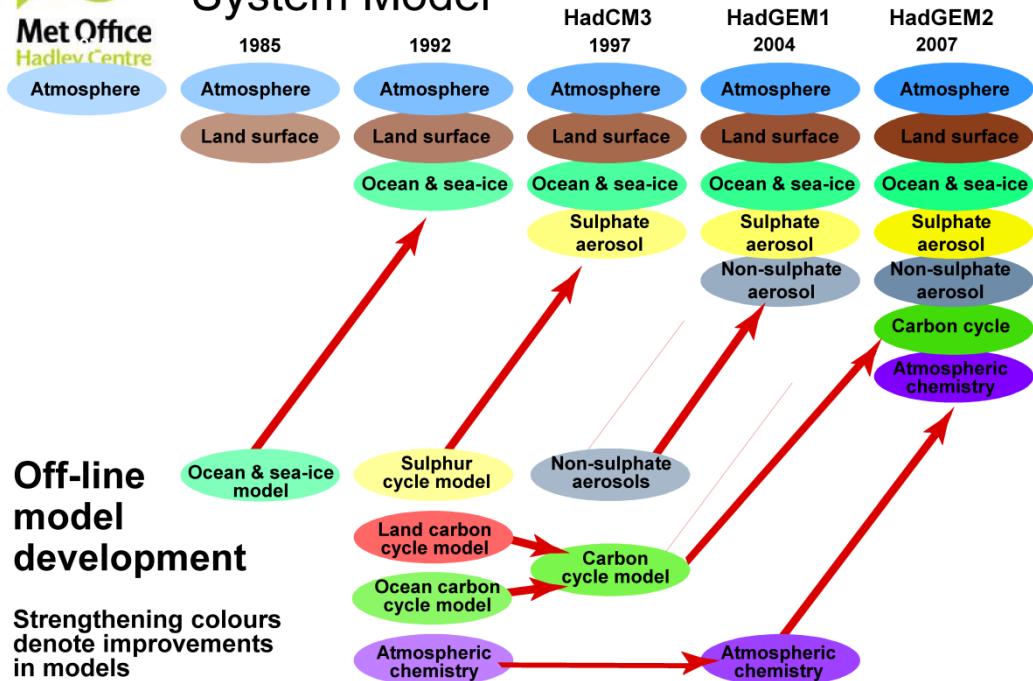 System Model
Met Office
Hadley Centre
1985
1992
HadCM3
1997
HadGEM1
2004
HadGEM2
2007
Atmosphere
Atmosphere
Atmosphere
Atmosphere
Atmosphere
Atmosphere
Land surface
Land surface
Land surface
Land surface
Land surface
Ocean & sea-ice
Ocean & sea-ice
Ocean & sea-ice
Ocean & sea-ice
Sulphate
aerosol
Sulphate
aerosol
Sulphate
aerosol
Non-sulphate
aerosol
Non-sulphate
aerosol
Carbon cycle
Atmospheric
chemistry
Off-line
model
development
Strengthening colours
denote improvements
in models
Ocean & sea-ice
model
Sulphur
cycle model
Non-sulphate
aerosols
Land carbon
cycle model
Carbon
cycle model
Ocean carbon
cycle model
Atmospheric
chemistry
Atmospheric
chemistry